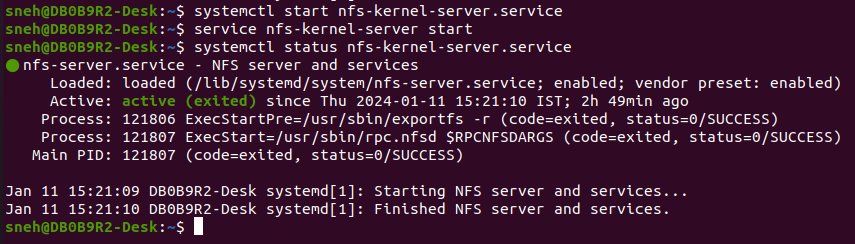 sneh@DB0B9R2-Desk:~$ systemctl start nfs-kernel-server.service
sneh@DB0B9R2-Desk:~$ service nfs-kernel-server start
sneh@DB0B9R2-Desk:~$ systemctl status nfs-kernel-server.service
● nfs-server.service - NFS server and services
     Loaded: loaded (/lib/systemd/system/nfs-server.service; enabled; vendor preset: enabled)
     Active: active (exited) since Thu 2024-01-11 15:21:10 IST; 2h 49min ago
    Process: 121806 ExecStartPre=/usr/sbin/exportfs -r (code=exited, status=0/SUCCESS)
    Process: 121807 ExecStart=/usr/sbin/rpc.nfsd $RPCNFSDARGS (code=exited, status=0/SUCCESS)
   Main PID: 121807 (code=exited, status=0/SUCCESS)

Jan 11 15:21:09 DB0B9R2-Desk systemd[1]: Starting NFS server and services...
Jan 11 15:21:10 DB0B9R2-Desk systemd[1]: Finished NFS server and services.
sneh@DB0B9R2-Desk:~$